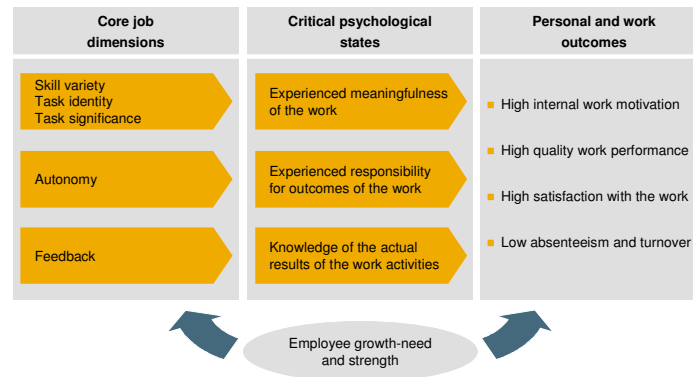 Core job
dimensions
Critical psychological
states
Personal and work
outcomes
Skill variety
Task identity
Task significance
Experienced meaningfulness
of the work
Autonomy
Experienced responsibility
for outcomes of the work
Feedback
Knowledge of the actual
results of the work activities
High internal work motivation
High quality work performance
High satisfaction with the work
Low absenteeism and turnover
Employee growth-need
and strength